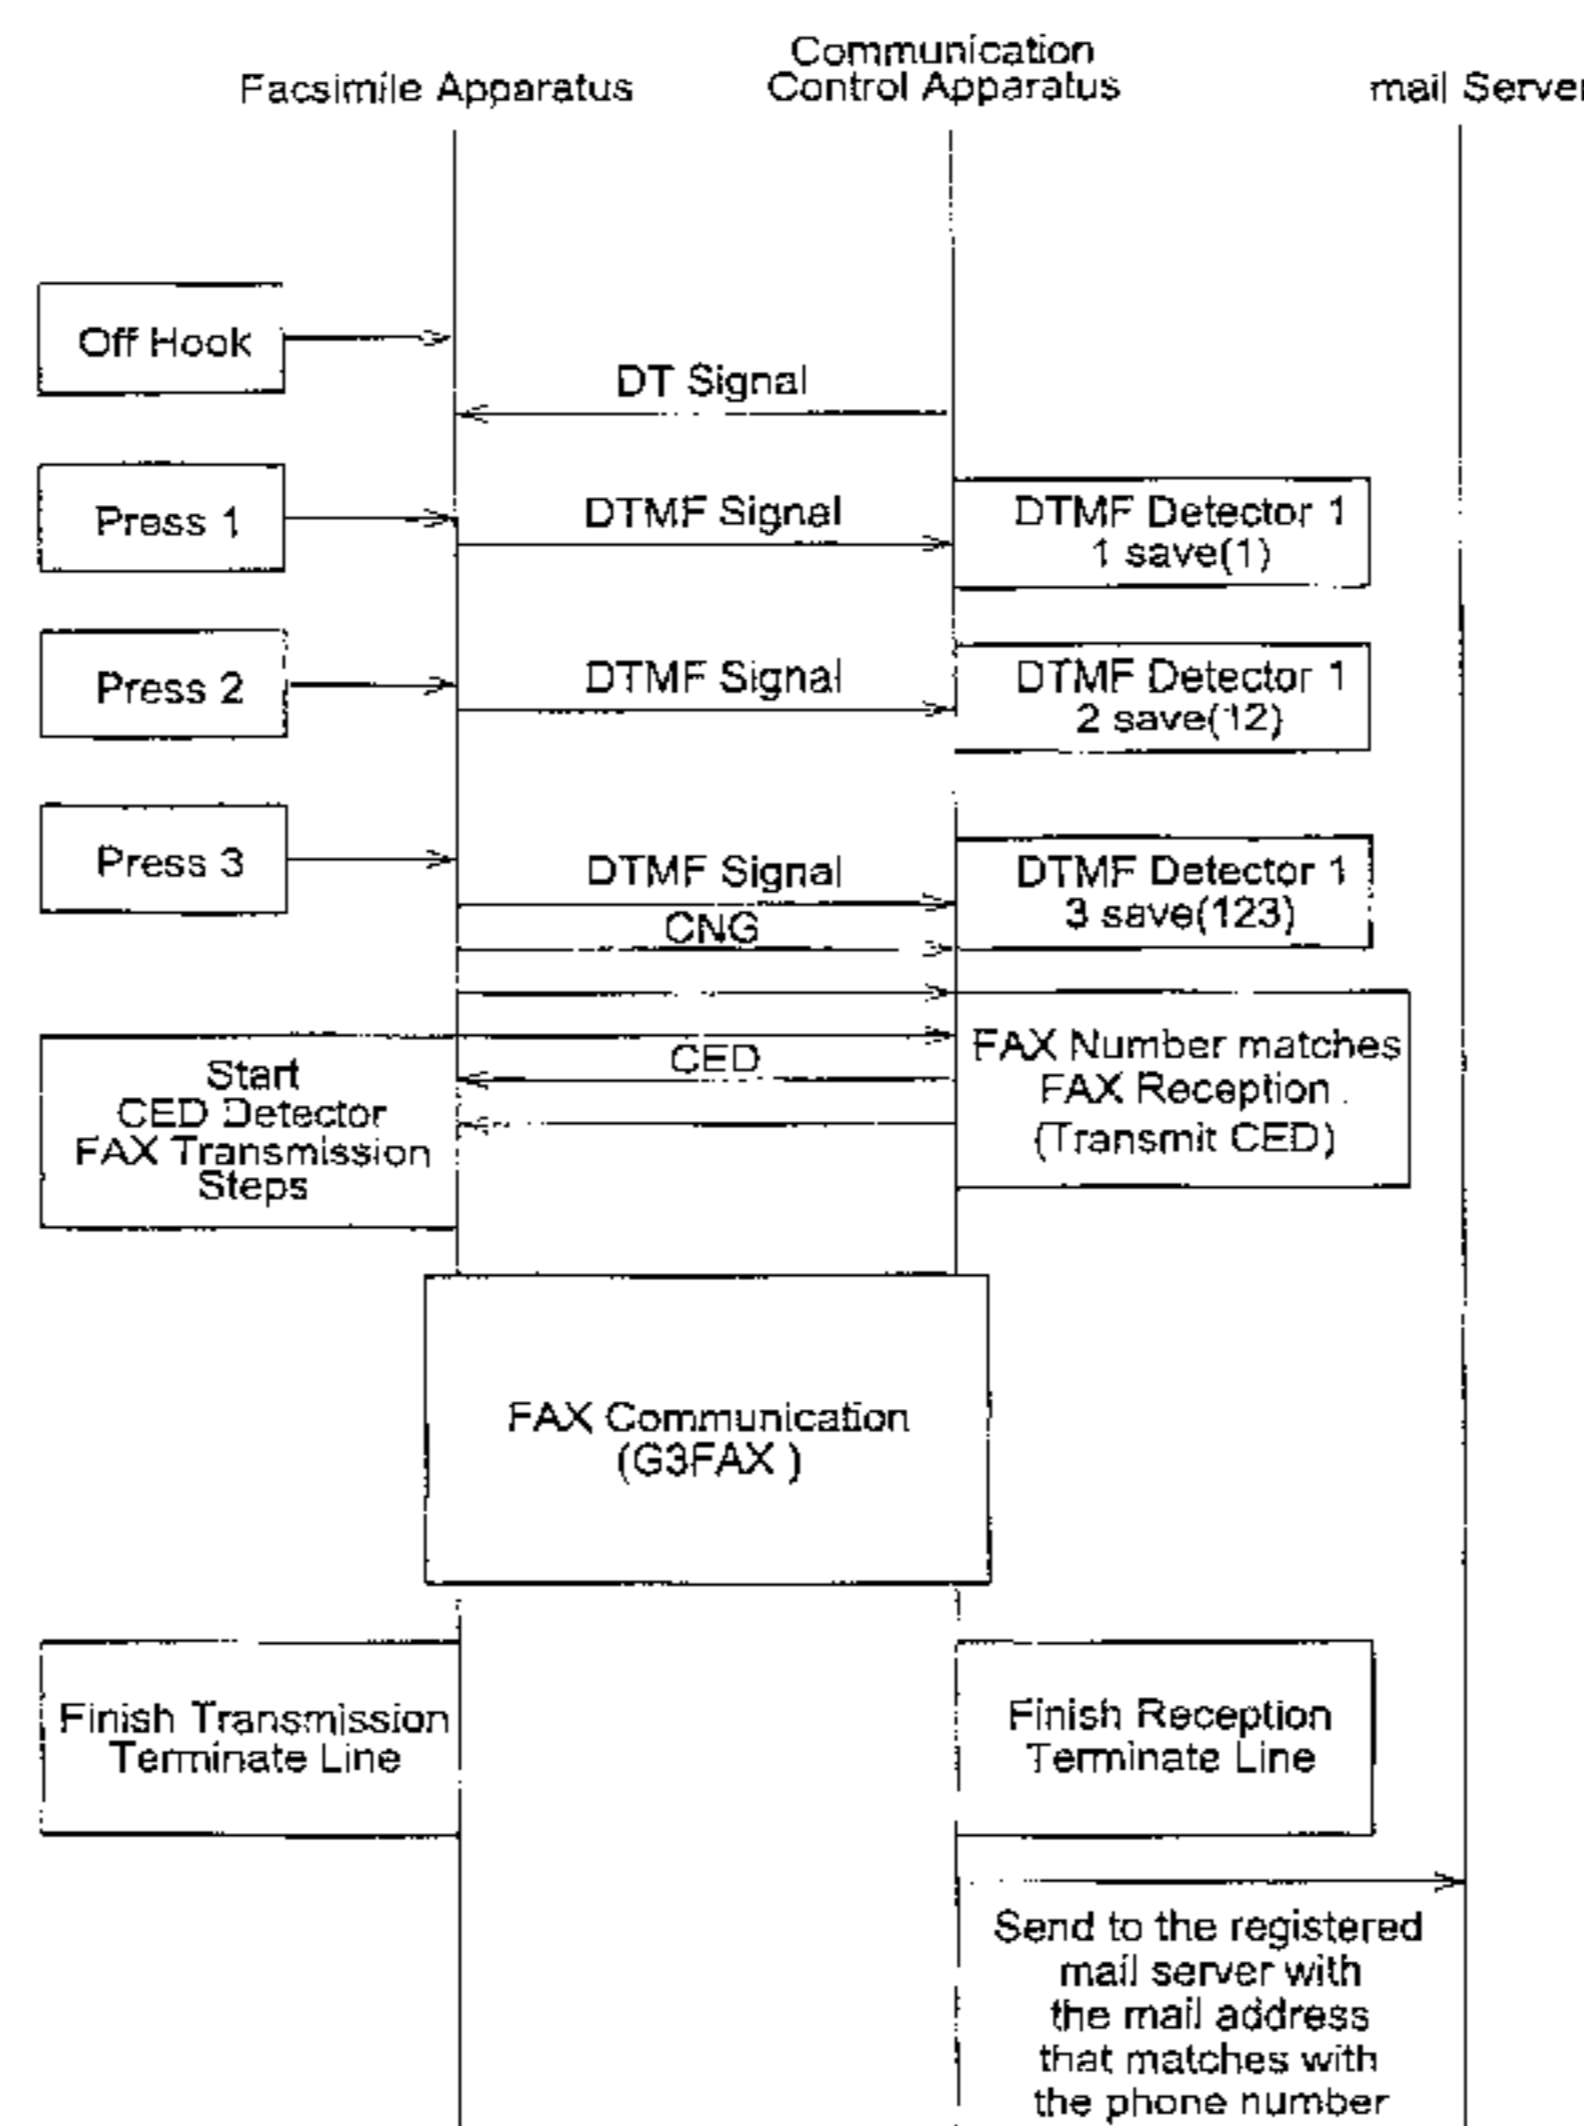 Communication
Facsimile Apparatus
Control Apparatus
mail Server
Off Hook
DT Signal
Press 1
DTMF Signal
DTMF Detector 1
1 save(1)
Press 2
DTMF Signal
DTMF Detector 1
2 save(12)
Press 3
DTMF Signal
DTMF Detector 1
3 save(123)
CNG
CED
Start
CED Detector
FAX Transmission
Steps
FAX Number matches
FAX Reception .
(Transmit CED)
FAX Communication
(G3FAX )
Finish Transmission
Terminate Line
Finish Reception
Terminate Line
Send to the registered
mail server with
the mail address
that matches with
the phone number